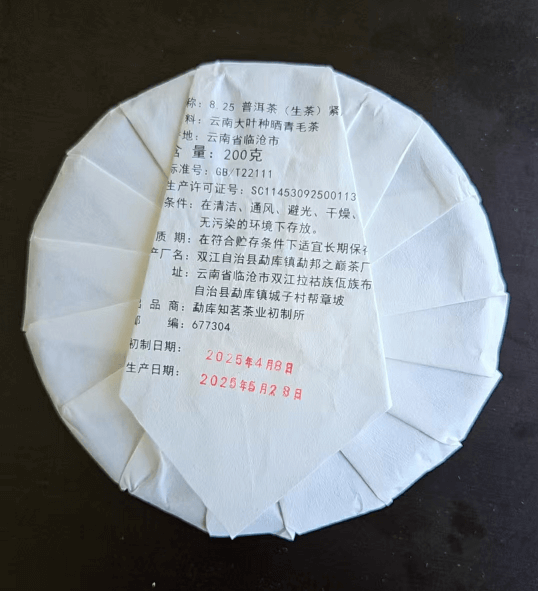 称：8.25 普洱茶（生茶）紧
料：云南大叶种晒青毛茶
地：云南省临沧市
含 量：200克
标准号：GB/T22111
生产许可证号：SC11453092500113
条件：在清洁、通风、避光、干燥、
无污染的环境下存放。
质 期：在符合贮存条件下适宜长期保存
产厂名：双江自治县勐库镇勐邦之巅茶厂
址：云南省临沧市双江拉祜族佤族布
自治县勐库镇城子村帮章坡
出 品 商：勐库知茗茶业初制所
邮 编：677304
初制日期：
2025年4月8日
生产日期：
2025年5月28日